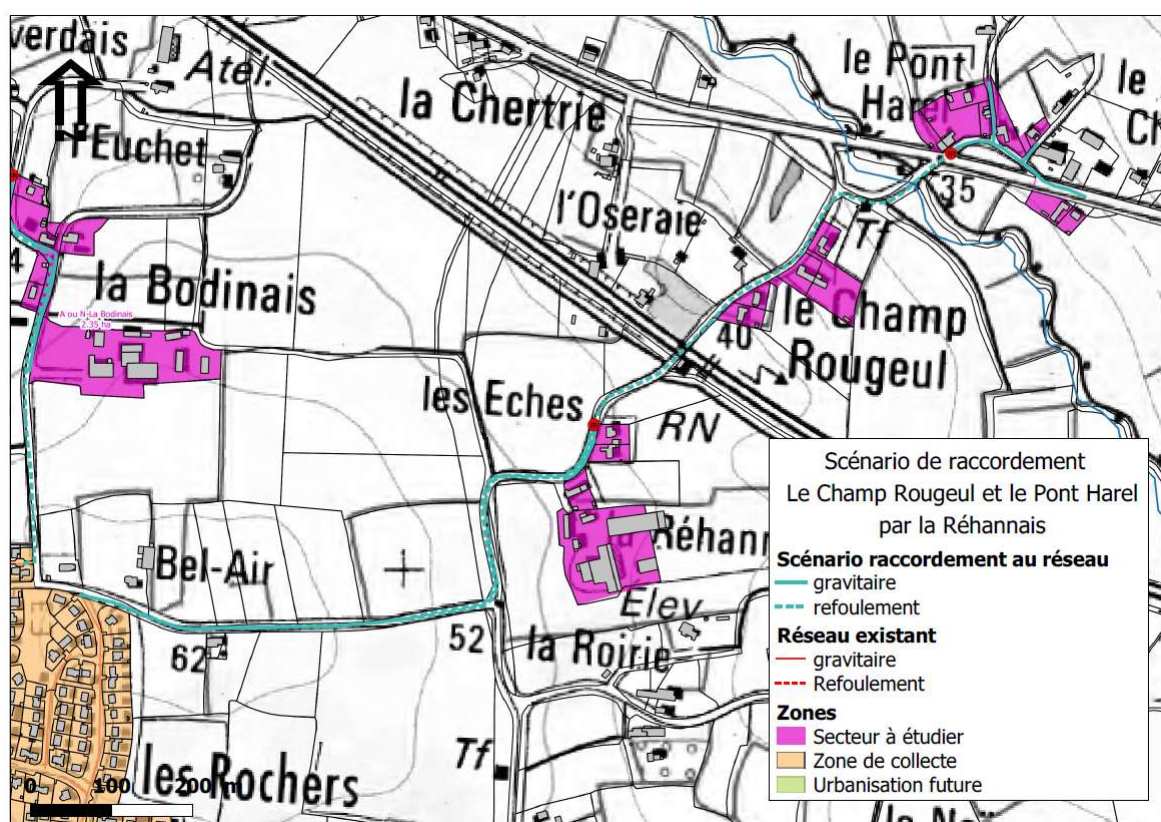 verdais
Atel.
la Chertrie
le Pont
Harel
le
l'Euchet
l'Oseraie
35
Tf
4
la Bodinais
A ou N-La Bodinais
2.35 ha
le Champ
Rougeul
40
les Eches
RN
Réhann
Bel-Air
Elev
62
52
la Roirie
Tf
les Rochers
0 100 200 m
Scénario de raccordement
Le Champ Rougeul et le Pont Harel
par la Réhannais
Scénario raccordement au réseau
gravitaire
refoulement
Réseau existant
gravitaire
Refoulement
Zones
Secteur à étudier
Zone de collecte
Urbanisation future